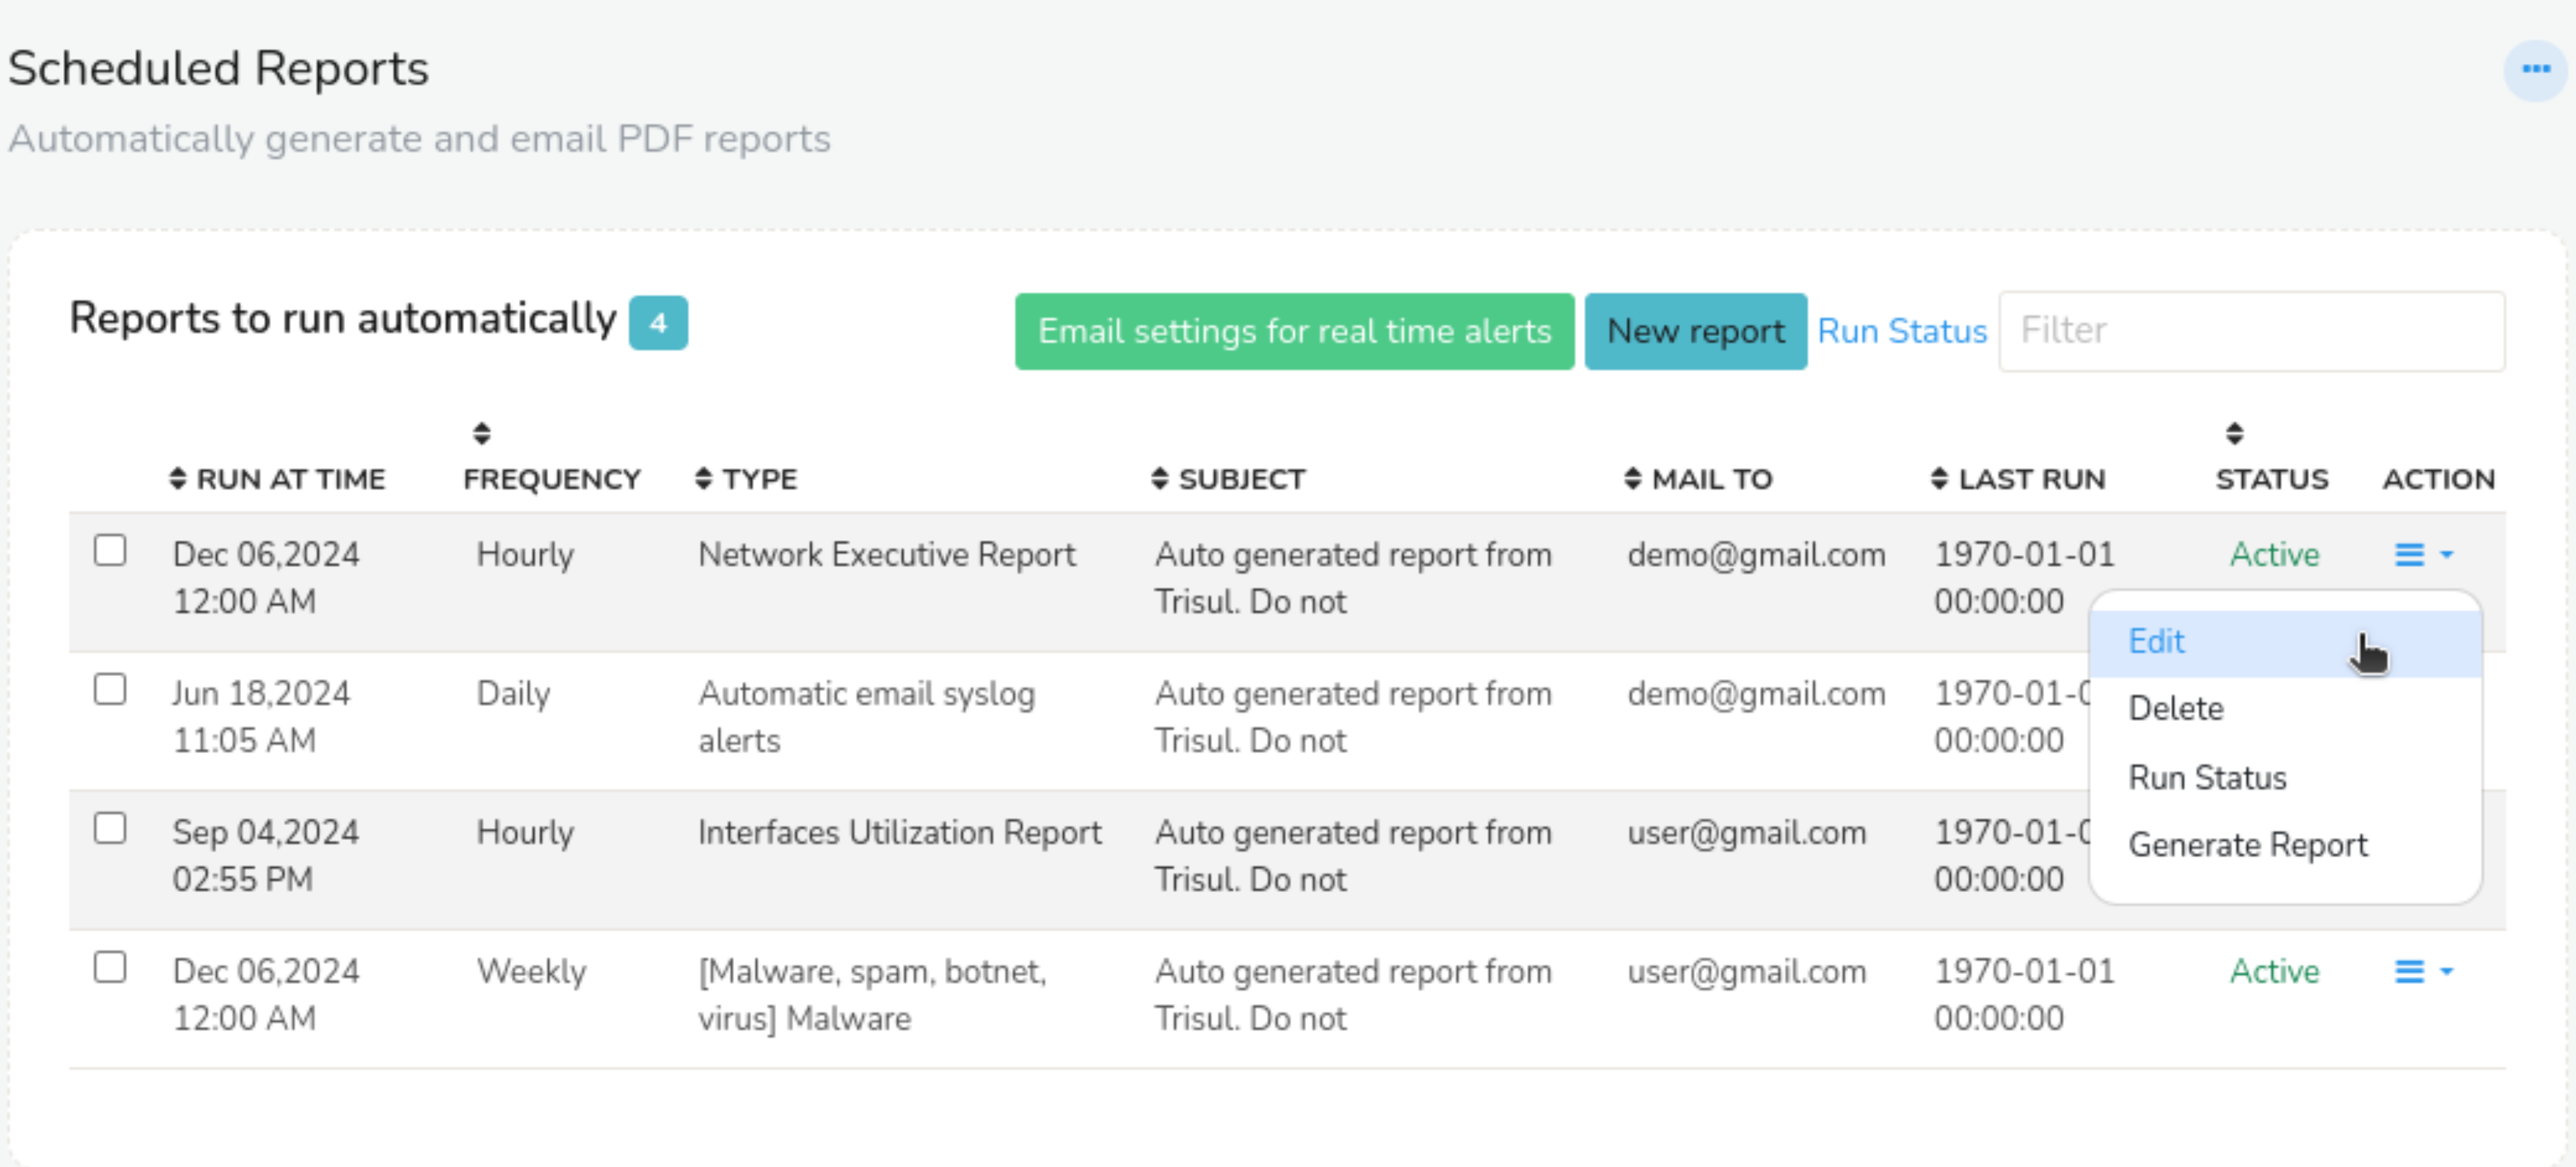 Scheduled Reports
Automatically generate and email PDF reports
Reports to run automatically 4 Email settings for real time alerts New report Run Status Filter
RUN AT TIME FREQUENCY TYPE SUBJECT MAIL TO LAST RUN STATUS ACTION
Dec 06,2024 Hourly Network Executive Report Auto generated report from demo@gmail.com 1970-01-01 Active
12:00 AM Trisul. Do not 00:00:00
Edit
Jun 18,2024 Daily Automatic email syslog Auto generated report from demo@gmail.com 1970-01-0
Delete
11:05 AM alerts Trisul. Do not 00:00:00
Run Status
Sep 04,2024 Hourly Interfaces Utilization Report Auto generated report from user@gmail.com 1970-01-0
Generate Report
02:55 PM Trisul. Do not 00:00:00
Dec 06,2024 Weekly [Malware, spam, botnet, Auto generated report from user@gmail.com 1970-01-01 Active
12:00 AM virus] Malware Trisul. Do not 00:00:00